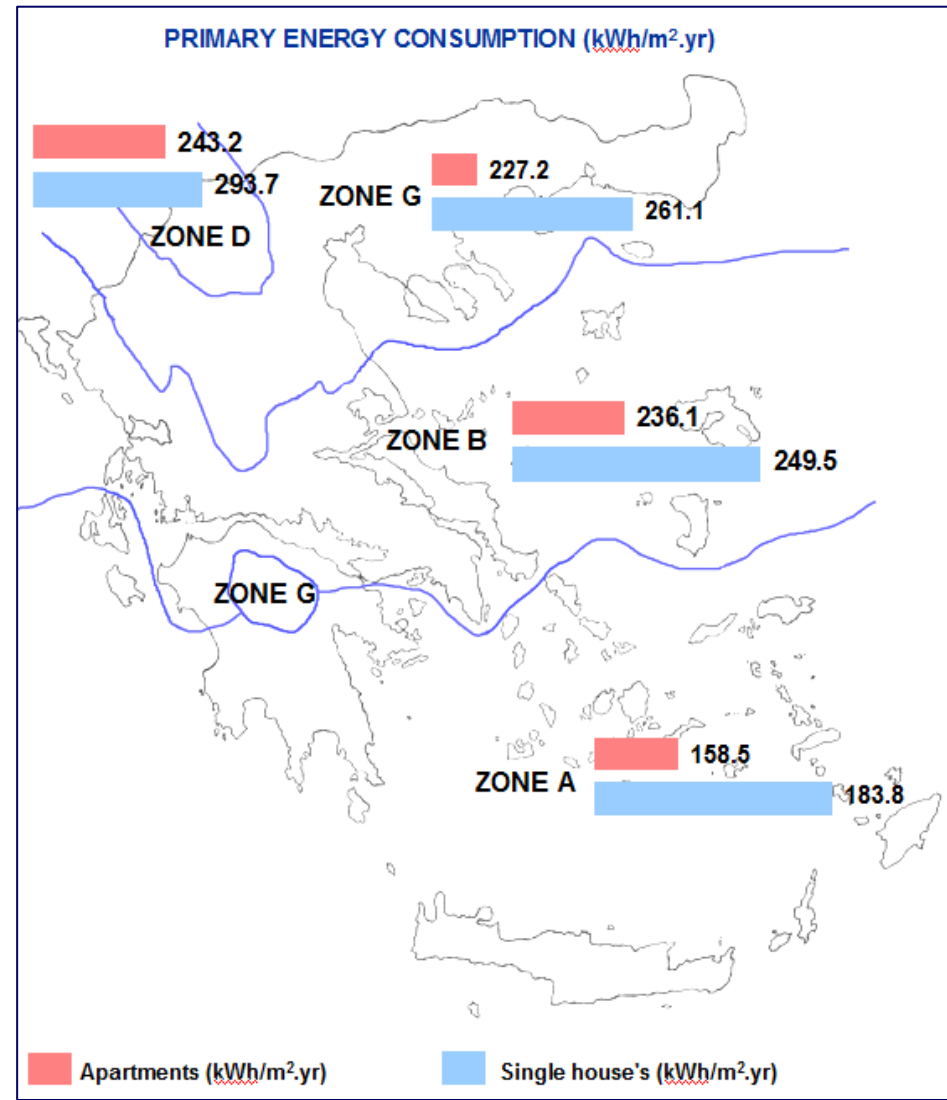 PRIMARY ENERGY CONSUMPTION (kWh/m².yr)
243.2
293.7
ZONE D
227.2
ZONE G
261.1
236.1
ZONE B
249.5
ZONE G
158.5
ZONE A
183.8
Apartments (kWh/m².yr)
Single house's (kWh/m².yr)